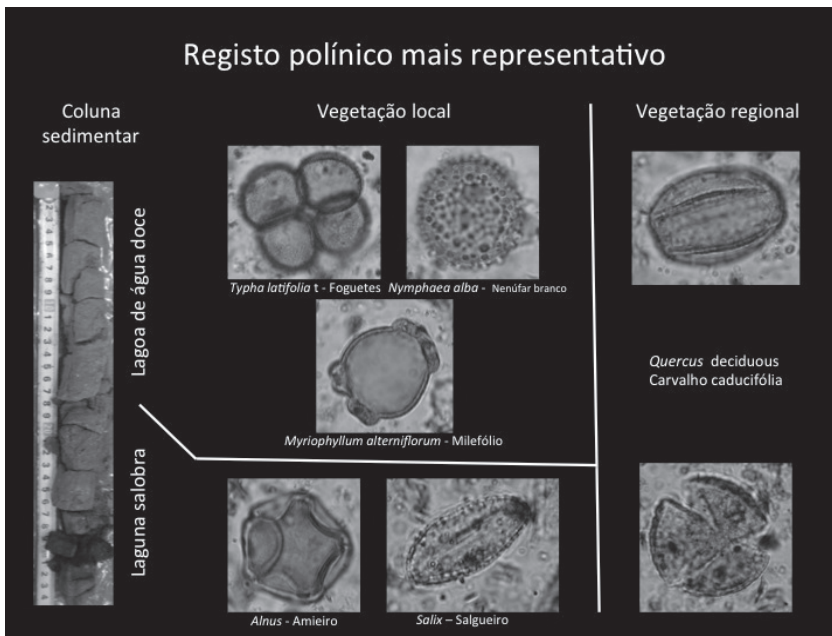 Registo polínico mais representativo
Coluna
sedimentar
Vegetação local
Vegetação regional
Lagoa de água doce
Typha latifolia t - Foguetes
Nymphaea alba - Nenúfar branco
Myriophyllum alterniflorum - Milefólio
Quercus deciduous
Carvalho caducifólia
Laguna salobra
Alnus - Amieiro
Salix – Salgueiro